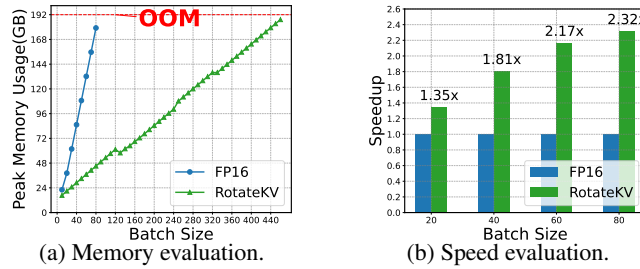 OOM
192
168
144
120
96
72
48
24
0
Peak Memory Usage(GB)
FP16
RotateKV
0 40 80 120 160 200 240 280 320 360 400 440
Batch Size
(a) Memory evaluation.
2.6
2.4
2.2
2.0
1.8
1.6
1.4
1.2
1.0
0.8
0.6
0.4
0.2
0.0
Speedup
1.35x
1.81x
2.17x
2.32x
FP16
RotateKV
20 40 60 80
Batch Size
(b) Speed evaluation.